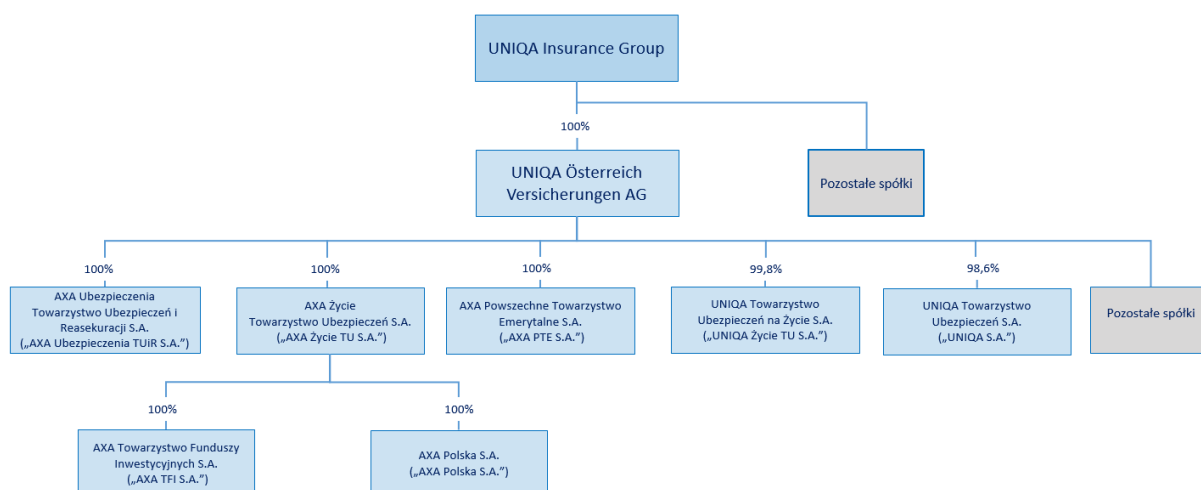 UNIQA Insurance Group
100%
UNIQA Österreich
Versicherungen AG
Pozostałe spółki
100%
100%
100%
99,8%
98,6%
AXA Ubezpieczenia
Towarzystwo Ubezpieczeń i
Reasekuracji S.A.
(„AXA Ubezpieczenia TUiR S.A.”)
AXA Życie
Towarzystwo Ubezpieczeń S.A.
(„AXA Życie TU S.A.”)
AXA Powszechne Towarzystwo
Emerytalne S.A.
(„AXA PTE S.A.”)
UNIQA Towarzystwo
Ubezpieczeń na Życie S.A.
(„UNIQA Życie TU S.A.”)
UNIQA Towarzystwo
Ubezpieczeń S.A.
(„UNIQA S.A.”)
Pozostałe spółki
100%
100%
AXA Towarzystwo Funduszy
Inwestycyjnych S.A.
(„AXA TFI S.A.”)
AXA Polska S.A.
(„AXA Polska S.A.”)